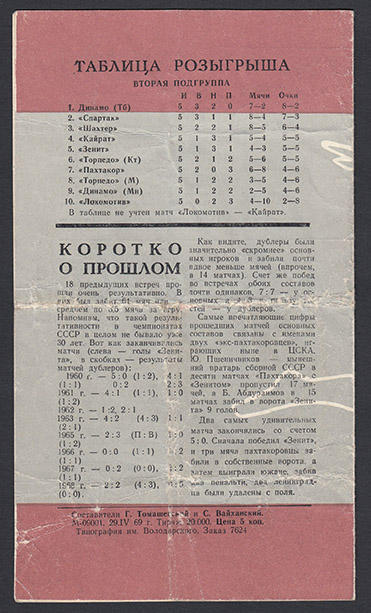 ТАБЛИЦА РОЗЫГРЫША
ВТОРАЯ ПОДГРУППА
И В Н П Мячи Очки
1. Динамо (Тб) 5 3 2 0 7—2 8—2
2. «Спартак» 5 3 1 1 8—4 7—3
3. «Шахтер» 5 2 2 1 8—5 6—4
4. «Кайрат» 5 1 3 1 5—4 5—5
5. «Зенит» 5 1 3 1 4—3 5—5
6. «Торпедо» (Кт) 5 2 1 2 5—6 5—5
7. «Пахтакор» 5 2 0 3 6—8 4—6
8. «Торпедо» (М) 5 1 2 2 3—5 4—6
9. «Динамо» (Мн) 5 1 2 2 2—5 4—6
10. «Локомотив» 5 0 2 3 4—10 2—8
В таблице не учтен матч «Локомотив» — «Кайрат».
КОРОТКО
О ПРОШЛОМ
18 предыдущих встреч про-
шли очень результативно. В
них был забит 61 мяч или
среднем по 3,5 мяча за игру.
Напомним, что такой резуль-
тативности в чемпионатах
СССР в целом не бывало уже
30 лет. Вот как заканчивались
матчи (слева — голы «Зени-
та», в скобках — результаты
матчей дублеров):
1960 г. — 5:0 (1:2), 4:1
(1:1) 0:2 2:3
1961 г. — 4:1 (1:1), 1:0
(1:0)
1962 г. — 1:2, 2:1
1963 г. — 4:2 (4:3) 1:1
(2:1)
1965 г. — 2:3 (П:В) 1:0
(1:1)
1966 г. — 0:0 (1:1) 1:2
(1:1)
1967 г. — 0:2 (0:0), 1:2
(1:1)
1968 г. — 2:2 (4:3), 0:5
(0:0).
Как видите, дублеры были
значительно «скромнее» основ-
ных игроков и забили почти
вдвое меньше мячей (впрочем,
в 14 матчах). Счет же побед
во встречах обоих составов
почти одинаков, 7:7 — у ос-
новных и
стей — у дублеров.
Самые впечатляющие цифры
прошедших матчей основных
составов связаны с именами
двух «экс-пахтакоровцев», иг-
рающих ныне в ЦСКА.
Ю. Пшеничников — нынеш-
ний вратарь сборной СССР в
десяти матчах «Пахтакора» с
«Зенитом» пропустил 17 мя-
чей, а Б. Абдураимов в 15
матчах забил в ворота «Зени-
та» 9 голов.
Два самых удивительных
матча закончились со счетом
5:0. Сначала победил «Зенит»,
и три мяча пахтакоровцы за-
били в собственные ворота, а
затем выиграли южане, забив
два пенальти, два ленинград-
ца были удалены с поля.
Составители Г. Томашевский и С. Вайханский.
М-09001. 29.IV 69 г. Тираж 20.000. Цена 5 коп.
Типография им. Володарского. Заказ 7624